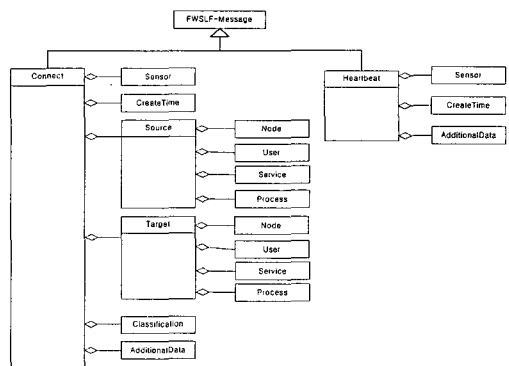 FWSLF-Message
Connect
Sensor
CreateTime
Source
Node
User
Service
Process
Target
Node
User
Service
Process
Classification
AdditionalData
Heartbeat
Sensor
CreateTime
AdditionalData